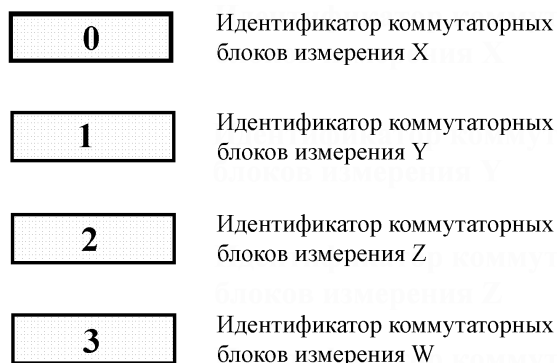 0
Идентификатор коммутаторных
блоков измерения X
1
Идентификатор коммутаторных
блоков измерения Y
2
Идентификатор коммутаторных
блоков измерения Z
3
Идентификатор коммутаторных
блоков измерения W